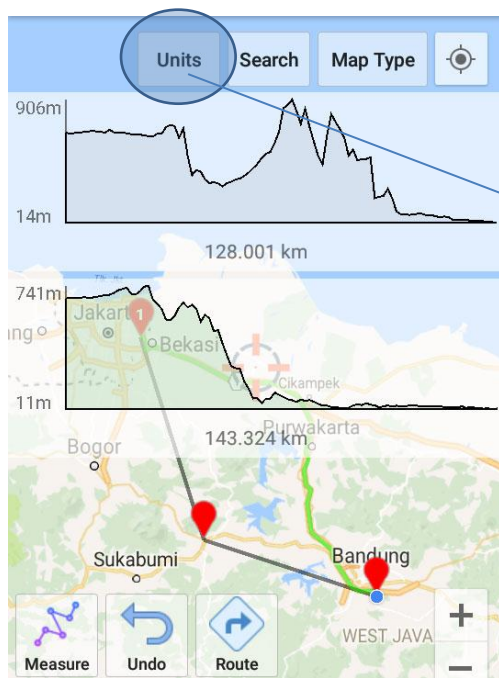 Units Search Map Type
906m
14m
128.001 km
741m
Jakart
1
Bekasi
Cikampek
11m
Purwakarta
143.324 km
Bogor
Sukabumi
Bandung
WEST JAVA
+
Measure Undo Route
−